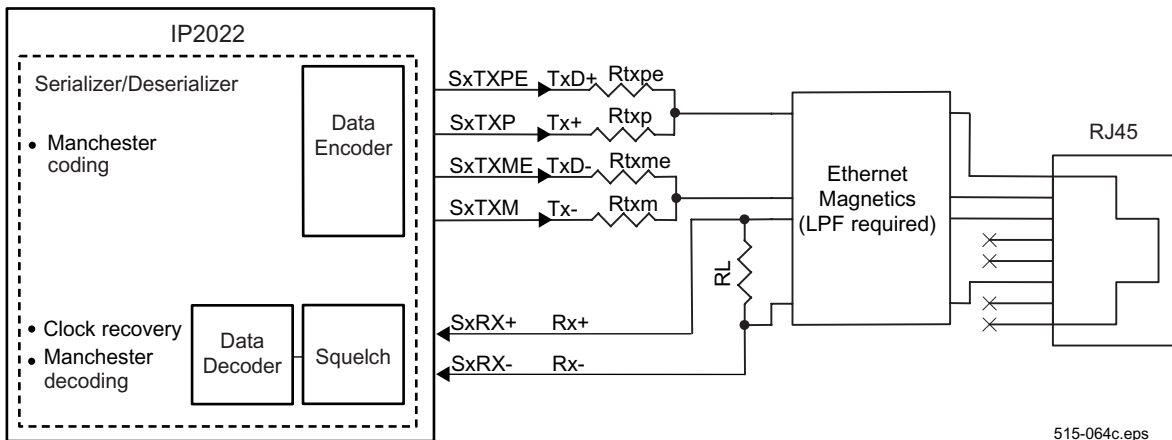 IP2022
Serializer/Deserializer
• Manchester
coding
Data
Encoder
SxTXPE TxD+ Rtxpe
SxTXP Tx+ Rtxp
SxTXME TxD- Rtxme
SxTXM Tx- Rtxm
RL
Ethernet
Magnetics
(LPF required)
RJ45
• Clock recovery
• Manchester
decoding
Data
Decoder
Squelch
SxRX+ Rx+
SxRX- Rx-
515-064c.eps